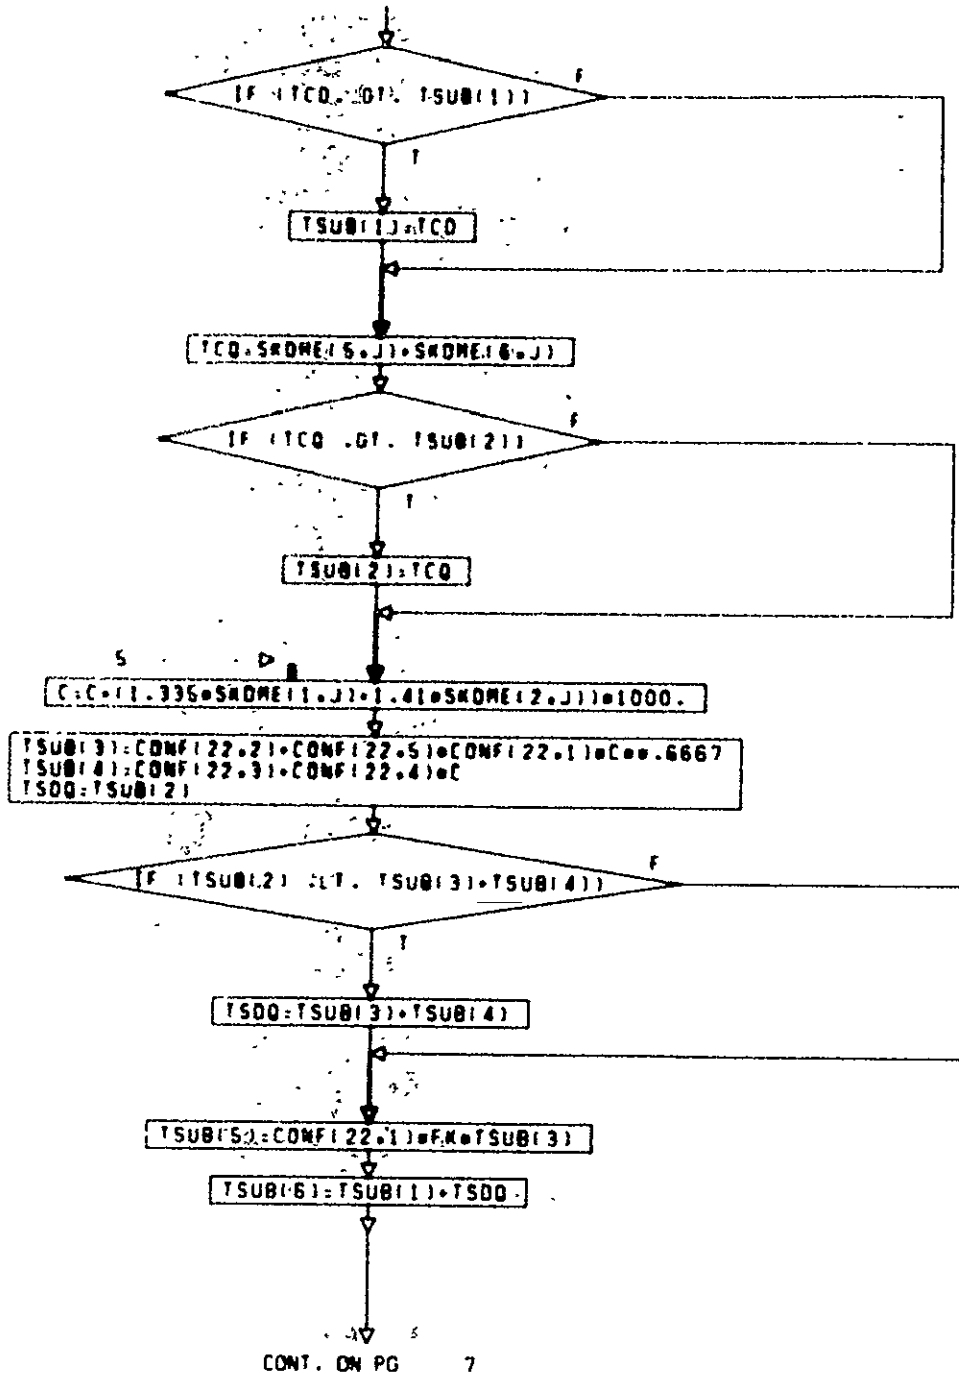 F
IF (TCD .GT. TSUB(1))
T
TSUB(1)=TCD
TCQ=SKDME(5,J)+SKDME(6,J)
F
IF (TCQ .GT. TSUB(2))
T
TSUB(2)=TCQ
5
C=C+(1.335*SKDME(1,J)+1.41*SKDME(2,J))*1000.
TSUB(3)=CONF(22,2)+CONF(22,5)*CONF(22,1)*C**.6667
TSUB(4)=CONF(22,3)+CONF(22,4)*C
TSDQ=TSUB(2)
F
IF (TSUB(2) .LT. TSUB(3)+TSUB(4))
T
TSDQ=TSUB(3)+TSUB(4)
TSUB(5)=CONF(22,1)*FK*TSUB(3)
TSUB(6)=TSUB(1)+TSDQ
CONT. ON PG 7